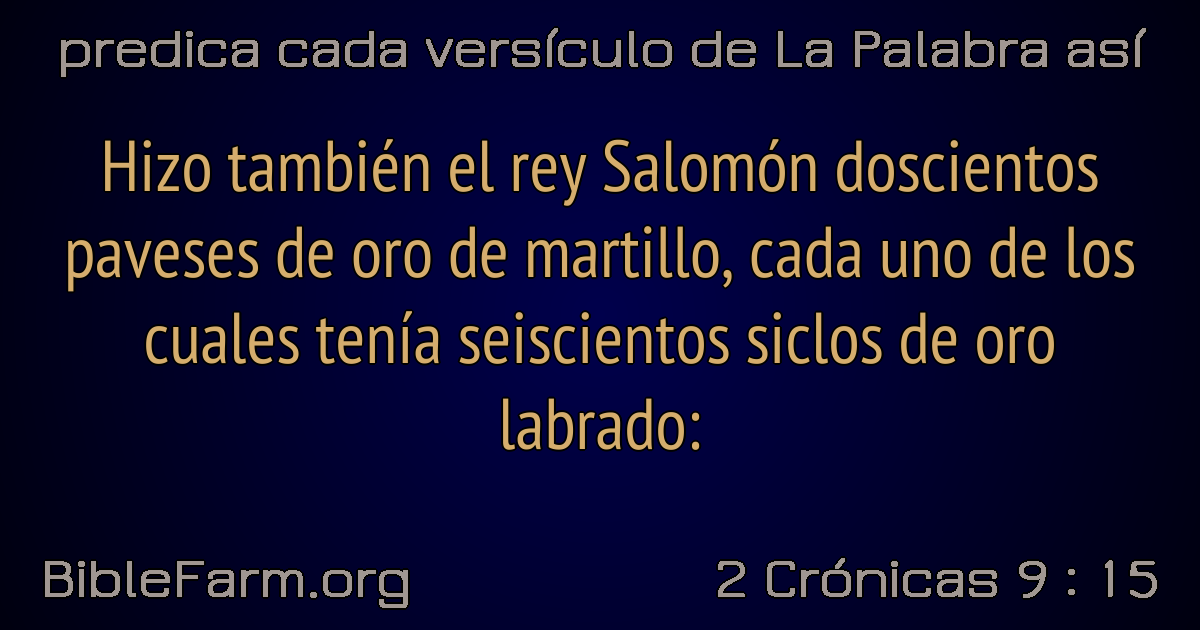 predica cada versículo de La Palabra así
Hizo también el rey Salomón doscientos
paveses de oro de martillo, cada uno de los
cuales tenía seiscientos siclos de oro
labrado:
BibleFarm.org
2 Crónicas 9 : 15